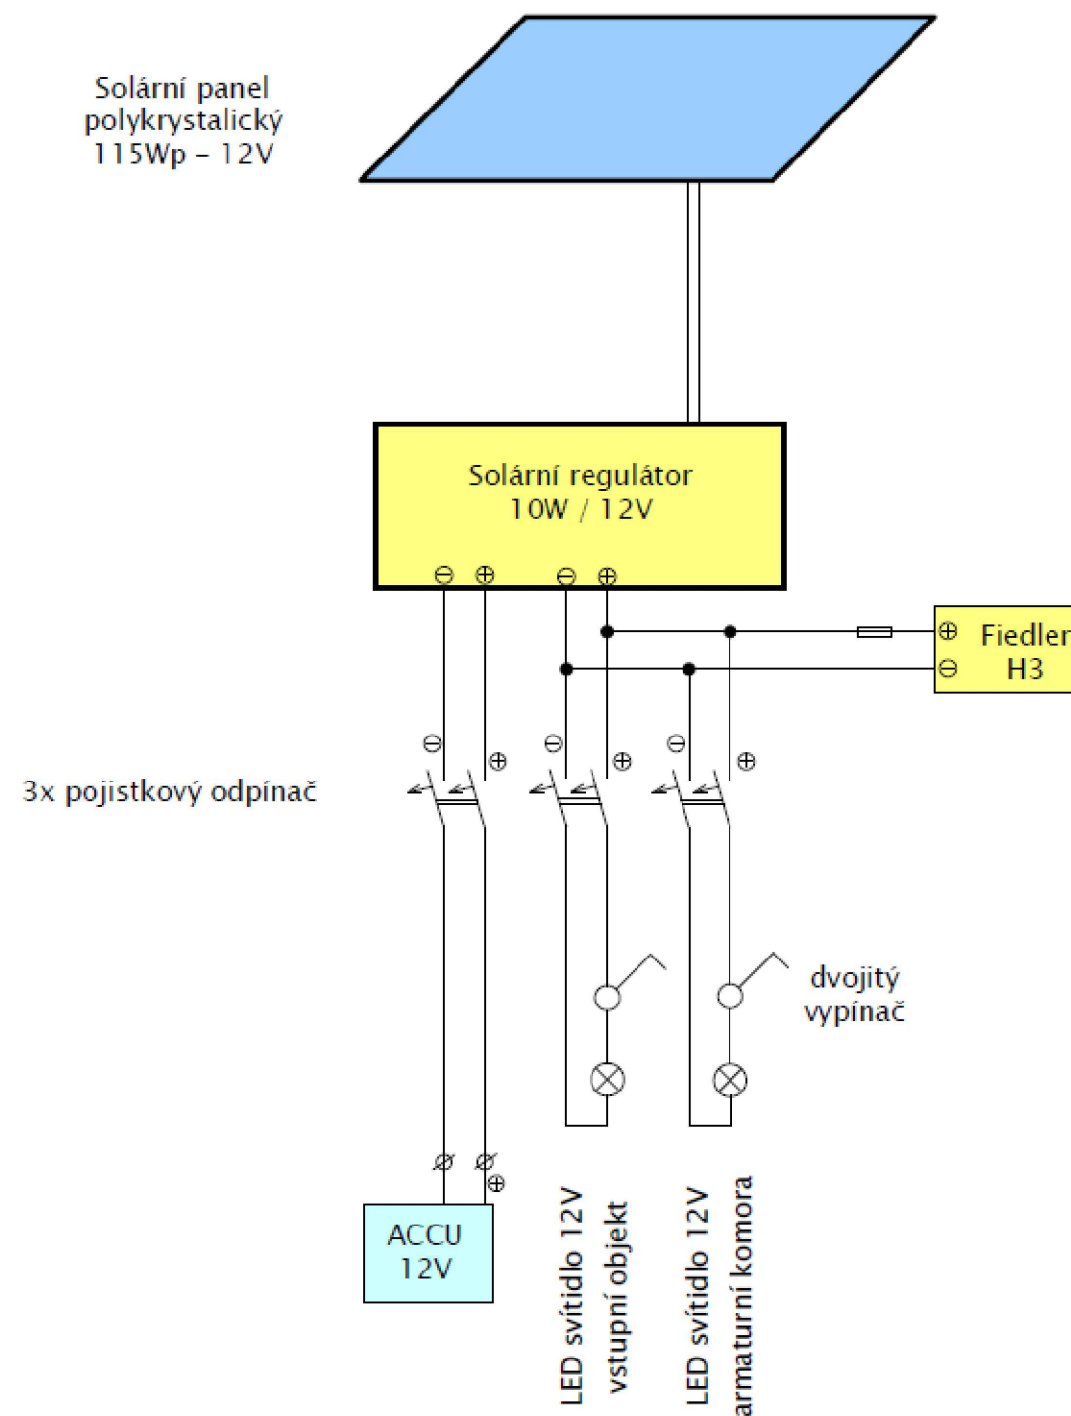 Solární panel
polykrystalický
115Wp – 12V
Solární regulátor
10W / 12V
Fiedler
H3
3x pojistkový odpínač
dvojitý
vypínač
ACCU
12V
LED svítidlo 12V
vstupní objekt
LED svítidlo 12V
armaturní komora